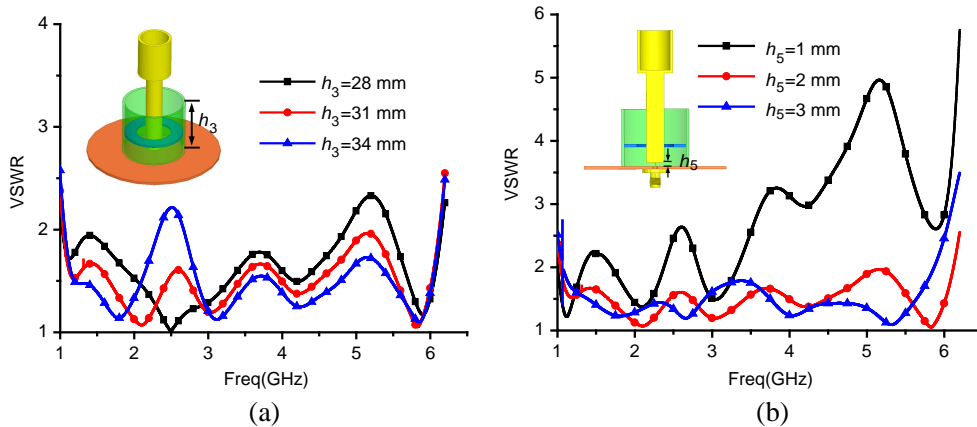 4
3
2
1
VSWR
h3
h3=28 mm
h3=31 mm
h3=34 mm
1 2 3 4 5 6
Freq(GHz)
(a)
6
5
4
3
2
1
VSWR
h5
h5=1 mm
h5=2 mm
h5=3 mm
1 2 3 4 5 6
Freq(GHz)
(b)